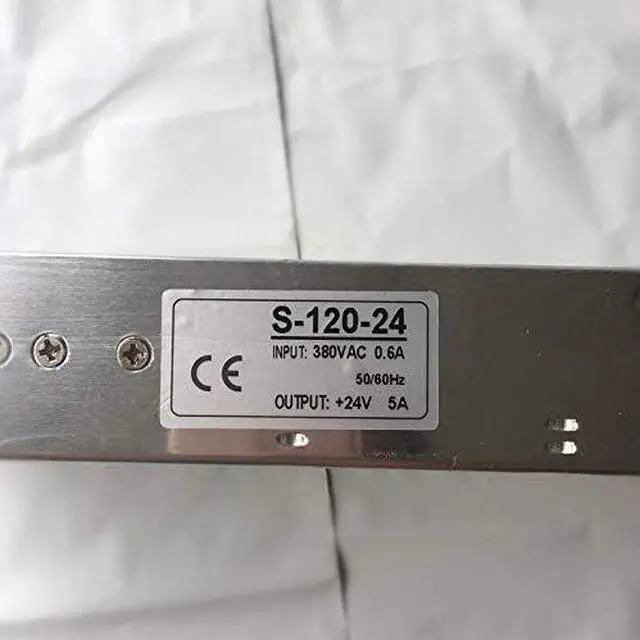 S-120-24
INPUT: 380VAC 0.6A
CE
50/60Hz
OUTPUT: +24V 5A